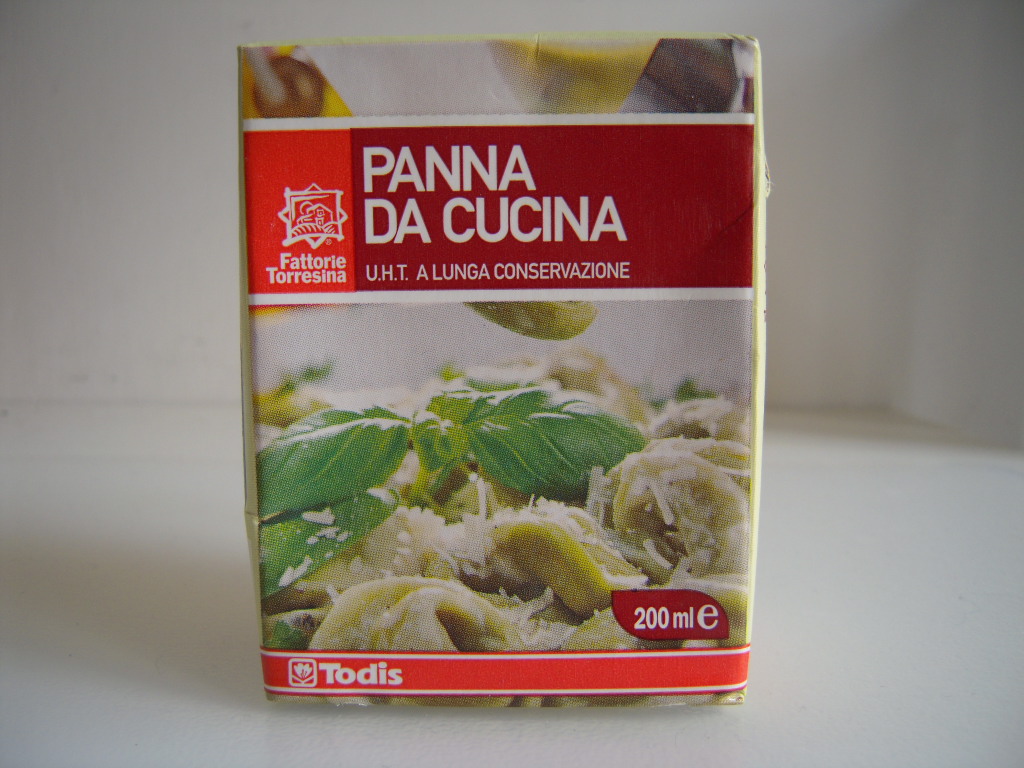 PANNA
DA CUCINA
U.H.T. A LUNGA CONSERVAZIONE
Fattorie
Torresina
®
200 ml e
Todis